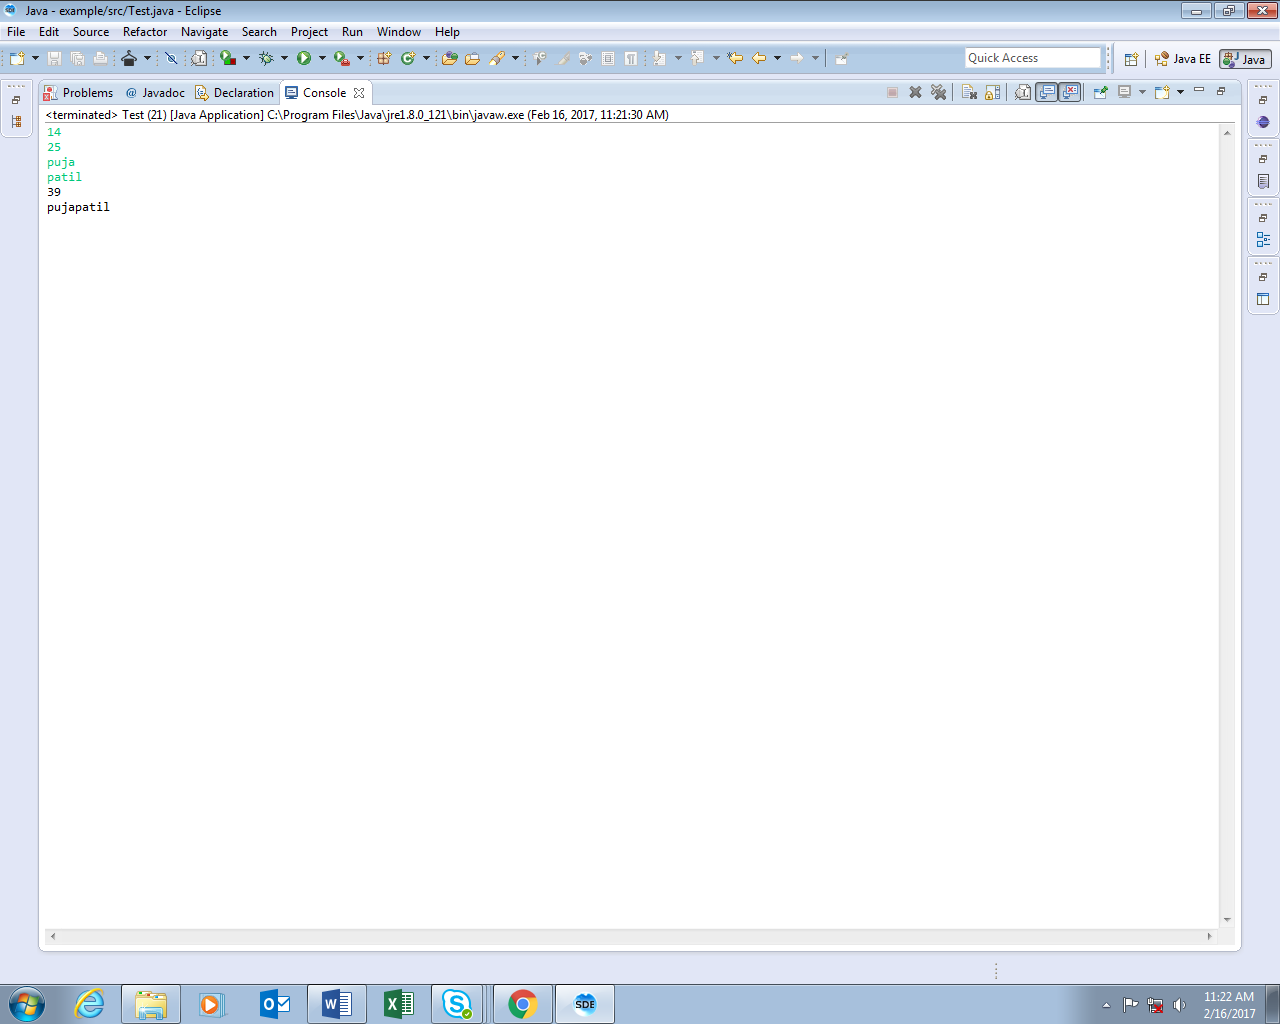 Java - example/src/Test.java - Eclipse
File Edit Source Refactor Navigate Search Project Run Window Help
Quick Access Java EE Java
Problems @ Javadoc Declaration Console
<terminated> Test (21) [Java Application] C:\Program Files\Java\jre1.8.0_121\bin\javaw.exe (Feb 16, 2017, 11:21:30 AM)
14
25
puja
patil
39
pujapatil
SDE
11:22 AM
2/16/2017